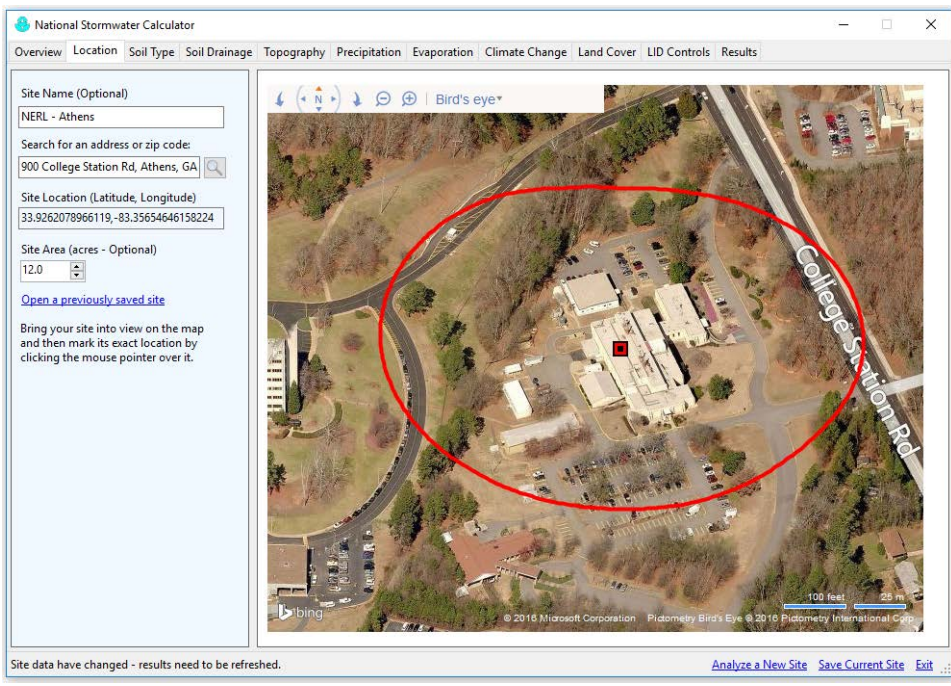 National Stormwater Calculator
Overview Location Soil Type Soil Drainage Topography Precipitation Evaporation Climate Change Land Cover LID Controls Results
Site Name (Optional)
NERL - Athens
Search for an address or zip code:
900 College Station Rd, Athens, GA
Site Location (Latitude, Longitude)
33.9262078966119,-83.35654646158224
Site Area (acres - Optional)
12.0
Open a previously saved site
Bring your site into view on the map
and then mark its exact location by
clicking the mouse pointer over it.
N
Bird's eye
College Station Rd
100 feet 25 m
bing
© 2016 Microsoft Corporation Pictometry Bird's Eye © 2016 Pictometry International Corp
Site data have changed - results need to be refreshed.
Analyze a New Site Save Current Site Exit